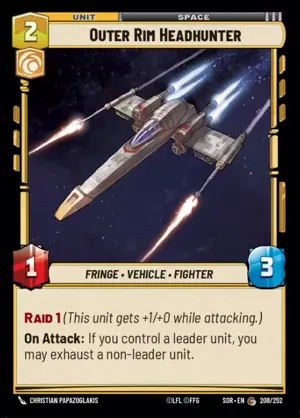 UNIT SPACE
2 OUTER RIM HEADHUNTER
1 3
FRINGE • VEHICLE • FIGHTER
RAID 1 (This unit gets +1/+0 while attacking.)
On Attack: If you control a leader unit, you
may exhaust a non-leader unit.
CHRISTIAN PAPAZOGLAKIS ©LFL ©FFG SOR • EN C 208/252